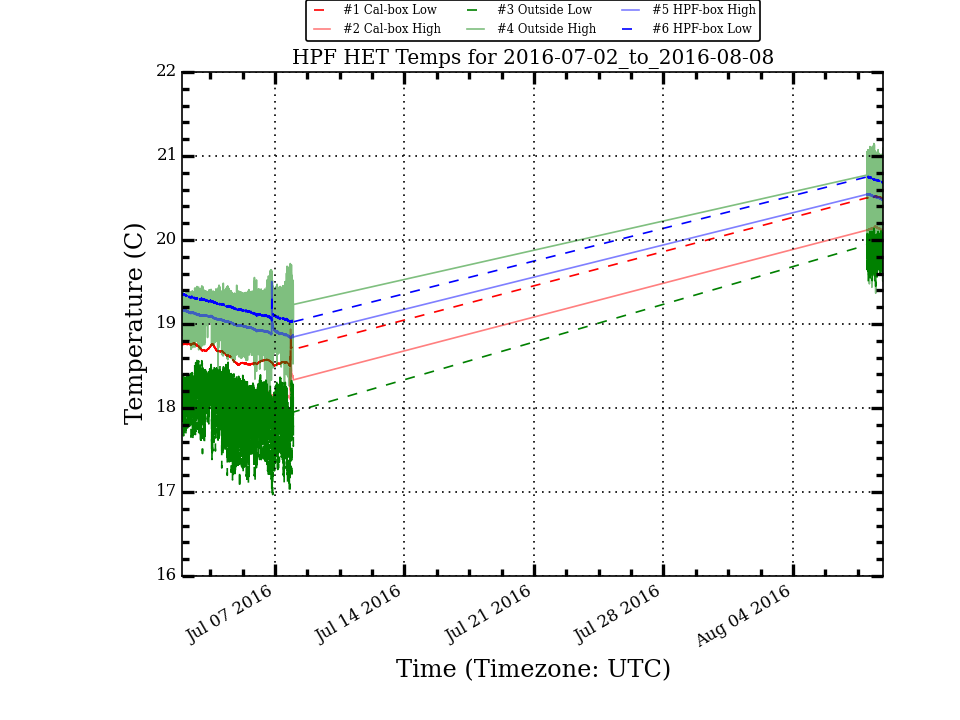 #1 Cal-box Low #3 Outside Low #5 HPF-box High
#2 Cal-box High #4 Outside High #6 HPF-box Low
HPF HET Temps for 2016-07-02_to_2016-08-08
22
21
20
19
18
17
16
Temperature (C)
Jul 07 2016 Jul 14 2016 Jul 21 2016 Jul 28 2016 Aug 04 2016
Time (Timezone: UTC)